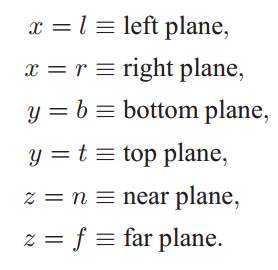 x = l ≡ left plane,
x = r ≡ right plane,
y = b ≡ bottom plane,
y = t ≡ top plane,
z = n ≡ near plane,
z = f ≡ far plane.